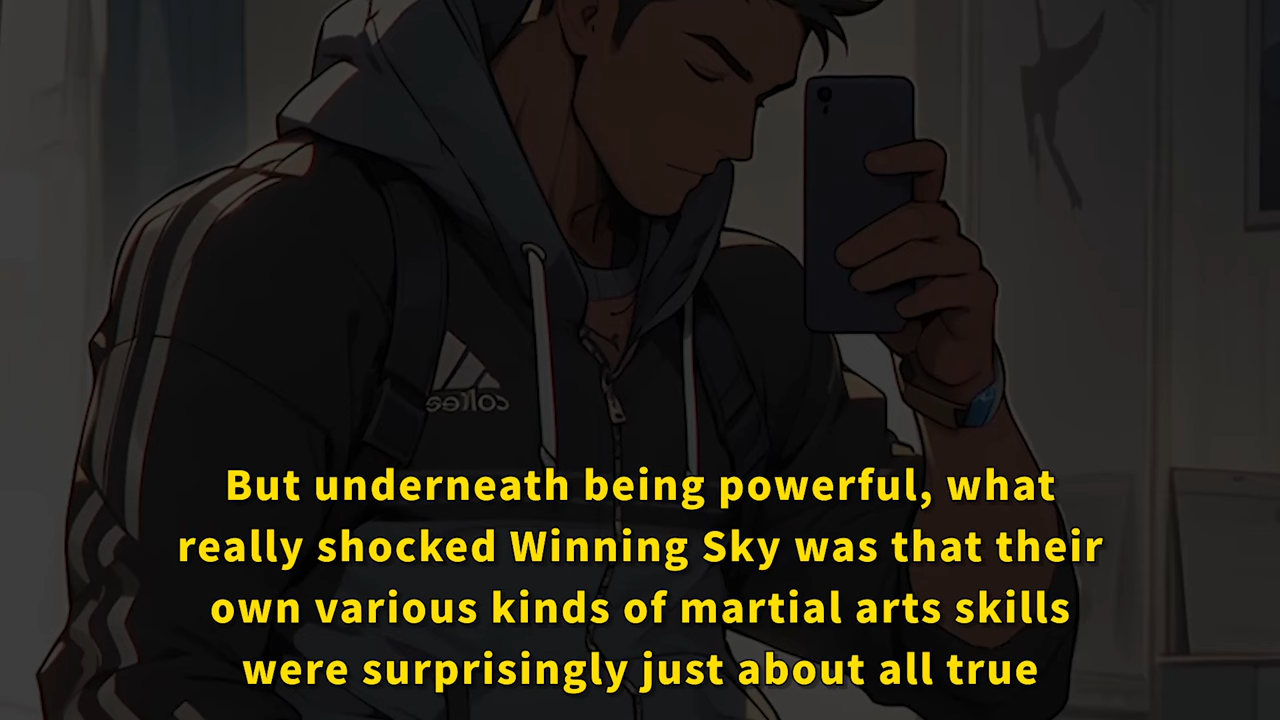 But underneath being powerful, what
really shocked Winning Sky was that their
own various kinds of martial arts skills
were surprisingly just about all true